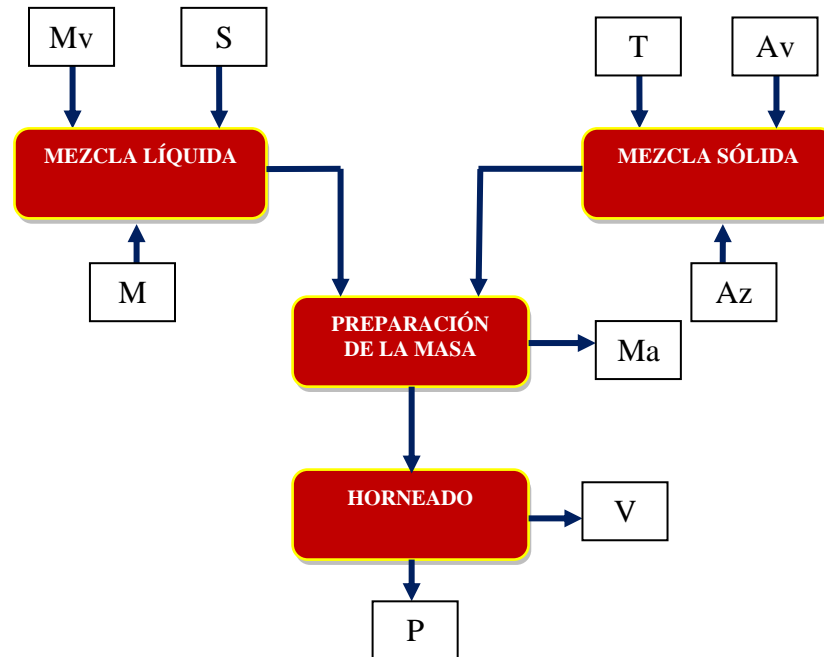 Mv
S
T
Av
MEZCLA LÍQUIDA
MEZCLA SÓLIDA
M
Az
PREPARACIÓN
DE LA MASA
Ma
HORNEADO
V
P